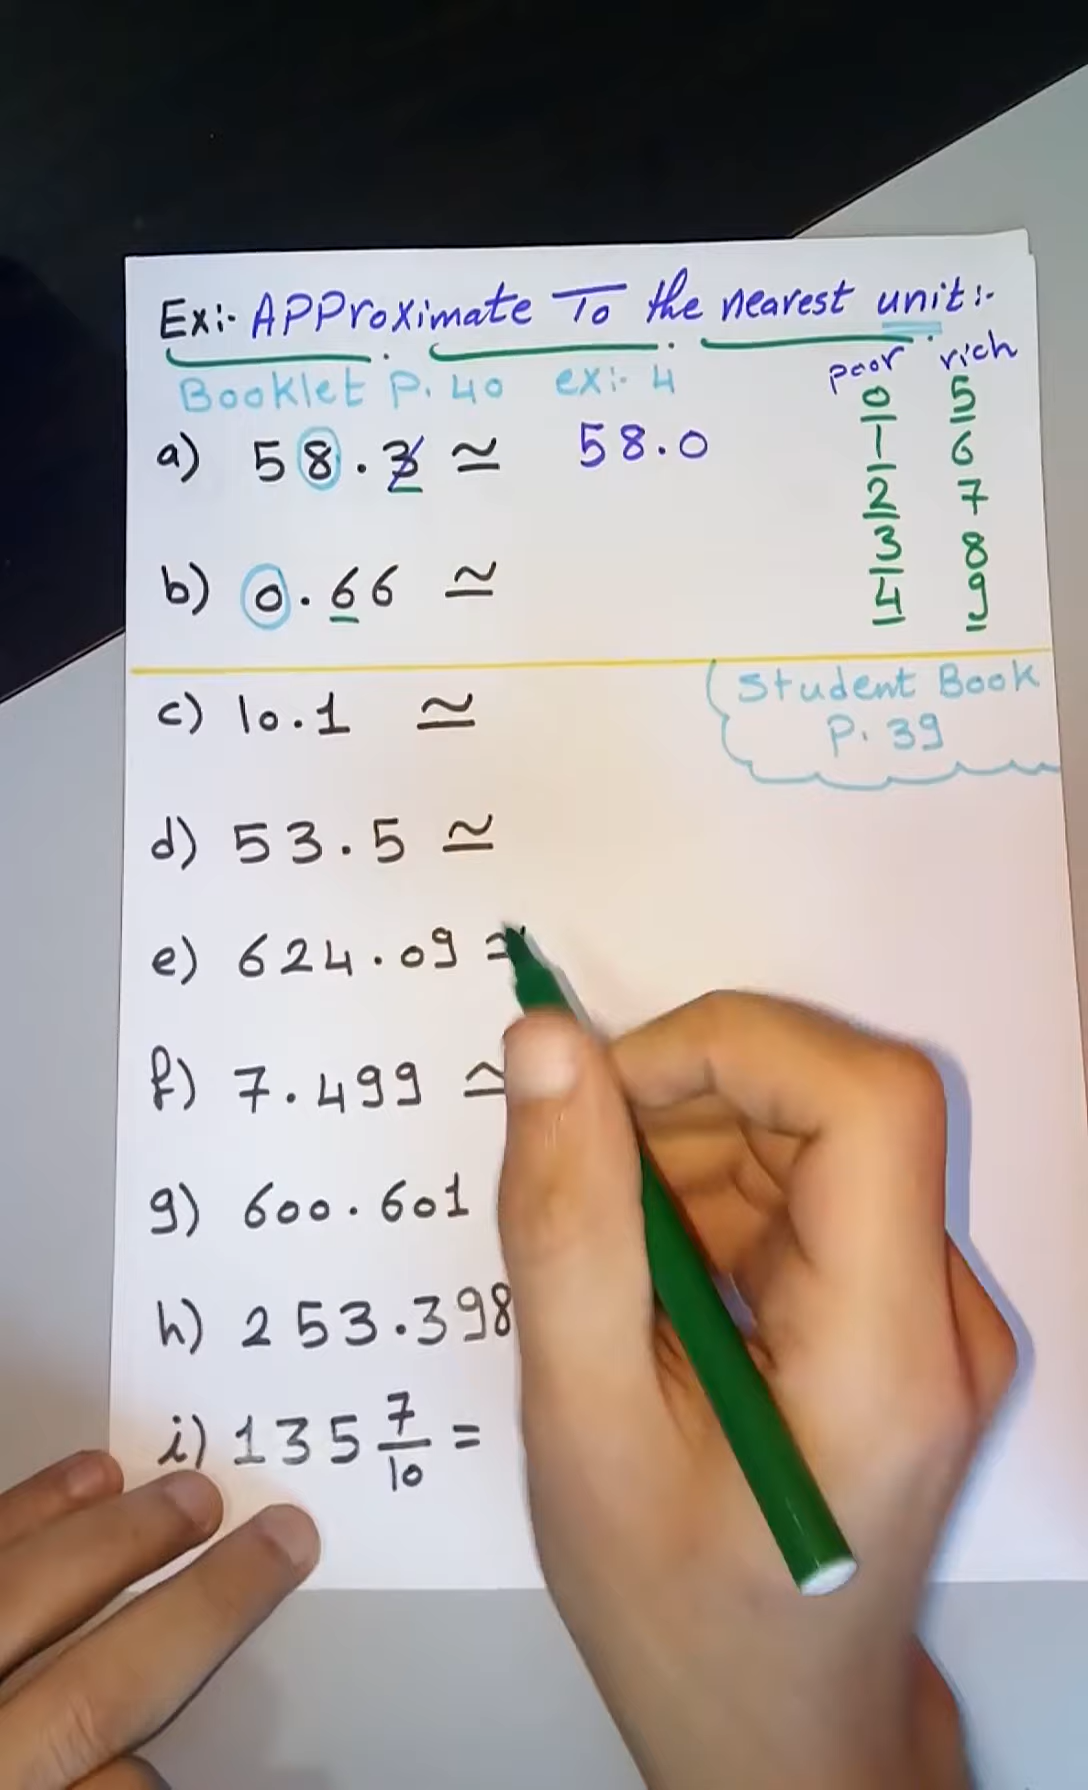 Ex:- APProximate To the nearest unit:-
Booklet P. 40 ex:- 4
poor rich
0 5
1 6
2 7
3 8
4 9
a) 58.3 ≃ 58.0
b) 0.66 ≃
Student Book
P. 39
c) 10.1 ≃
d) 53.5 ≃
e) 624.09 ≃
f) 7.499 ≃
g) 600.601
h) 253.398
i) 135 7/10 =